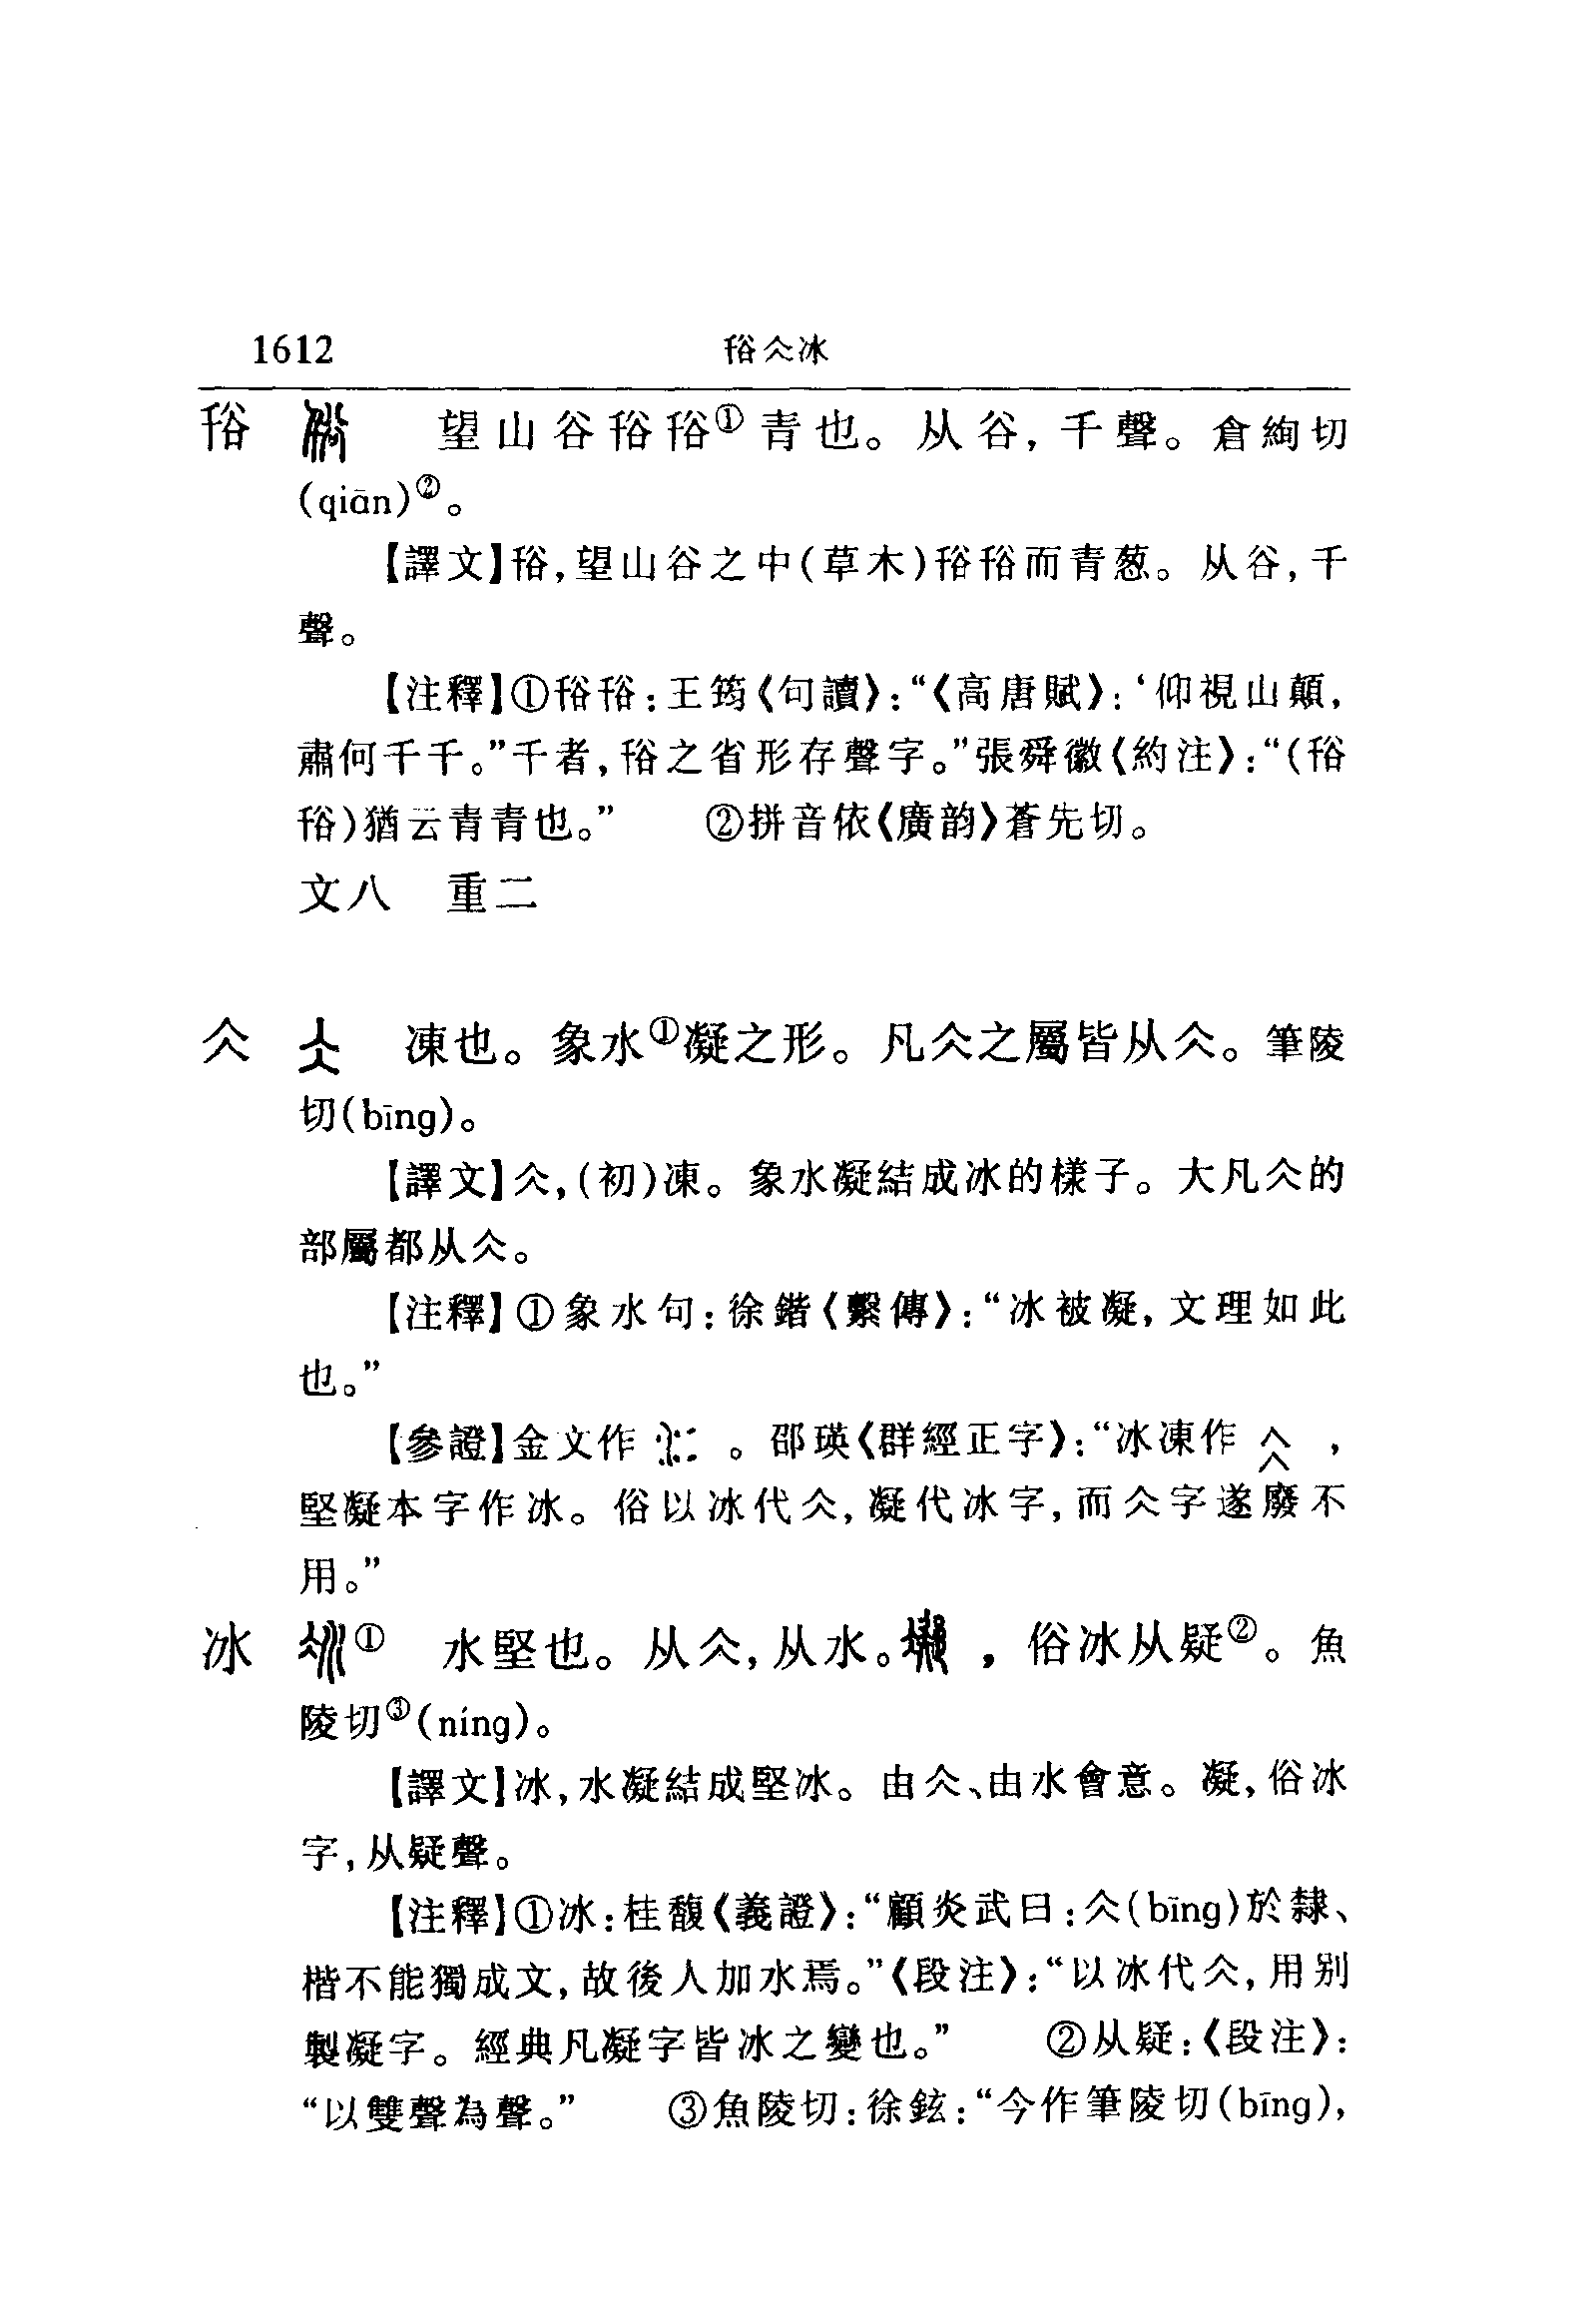 1612 谸仌冰
谸 望山谷谸谸①青也。从谷,千聲。倉絢切
(qiān)②。
【譯文】谸,望山谷之中(草木)谸谸而青葱。从谷,千
聲。
【注釋】①谸谸:王筠《句讀》:“《高唐賦》:‘仰視山顛,
肅何千千。”千者,谸之省形存聲字。”張舜徽《約注》:“(谸
谸)猶云青青也。” ②拼音依《廣韵》蒼先切。
文八 重二
仌 凍也。象水①凝之形。凡仌之屬皆从仌。筆陵
切(bīng)。
【譯文】仌,(初)凍。象水凝結成冰的樣子。大凡仌的
部屬都从仌。
【注釋】①象水句:徐鍇《繫傳》:“冰被凝,文理如此
也。”
【參證】金文作 。邵瑛《群經正字》:“冰凍作仌,
堅凝本字作冰。俗以冰代仌,凝代冰字,而仌字遂廢不
用。”
冰 ① 水堅也。从仌,从水。 ,俗冰从疑②。魚
陵切③(níng)。
【譯文】冰,水凝結成堅冰。由仌、由水會意。凝,俗冰
字,从疑聲。
【注釋】①冰:桂馥《義證》:“顧炎武曰:仌(bīng)於隸、
楷不能獨成文,故後人加水焉。”《段注》:“以冰代仌,用别
製凝字。經典凡凝字皆冰之變也。” ②从疑:《段注》:
“以雙聲為聲。” ③魚陵切:徐鉉:“今作筆陵切(bīng),